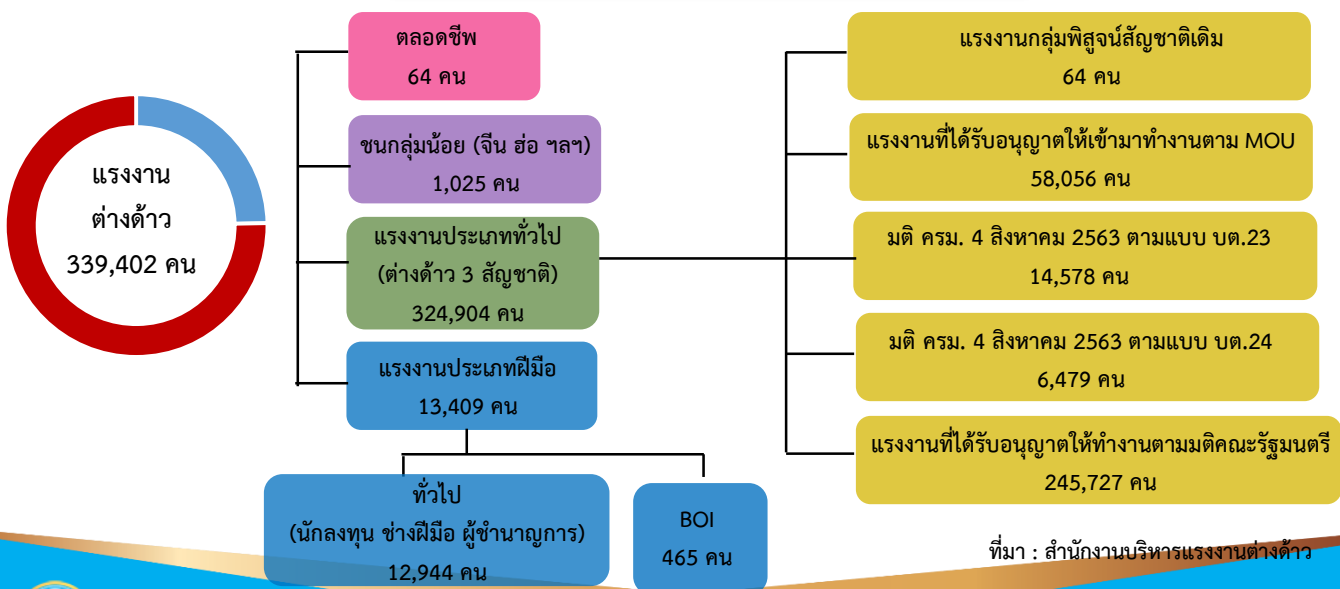 แรงงาน
ต่างด้าว
339,402 คน
ตลอดชีพ
64 คน
ชนกลุ่มน้อย (จีน ฮ่อ ฯลฯ)
1,025 คน
แรงงานประเภททั่วไป
(ต่างด้าว 3 สัญชาติ)
324,904 คน
แรงงานประเภทฝีมือ
13,409 คน
ทั่วไป
(นักลงทุน ช่างฝีมือ ผู้ชำนาญการ)
12,944 คน
BOI
465 คน
แรงงานกลุ่มพิสูจน์สัญชาติเดิม
64 คน
แรงงานที่ได้รับอนุญาตให้เข้ามาทำงานตาม MOU
58,056 คน
มติ ครม. 4 สิงหาคม 2563 ตามแบบ บต.23
14,578 คน
มติ ครม. 4 สิงหาคม 2563 ตามแบบ บต.24
6,479 คน
แรงงานที่ได้รับอนุญาตให้ทำงานตามมติคณะรัฐมนตรี
245,727 คน
ที่มา : สำนักงานบริหารแรงงานต่างด้าว